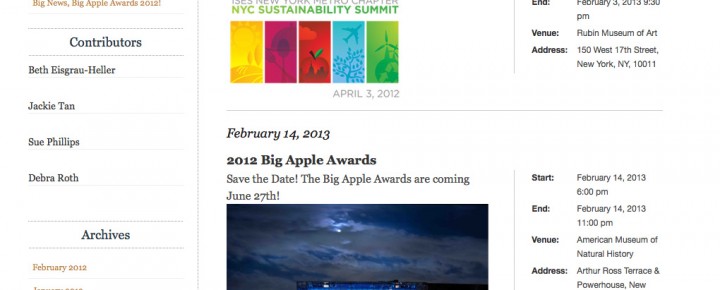 Big News, Big Apple Awards 2012!
Contributors
Beth Eisgrau-Heller
Jackie Tan
Sue Phillips
Debra Roth
Archives
February 2012
ISES NEW YORK METRO CHAPTER
NYC SUSTAINABILITY SUMMIT
APRIL 3, 2012
End: February 3, 2013 9:30
pm
Venue: Rubin Museum of Art
Address: 150 West 17th Street,
New York, NY, 10011
February 14, 2013
2012 Big Apple Awards
Save the Date! The Big Apple Awards are coming
June 27th!
Start: February 14, 2013
6:00 pm
End: February 14, 2013
11:00 pm
Venue: American Museum of
Natural History
Address: Arthur Ross Terrace &
Powerhouse, New